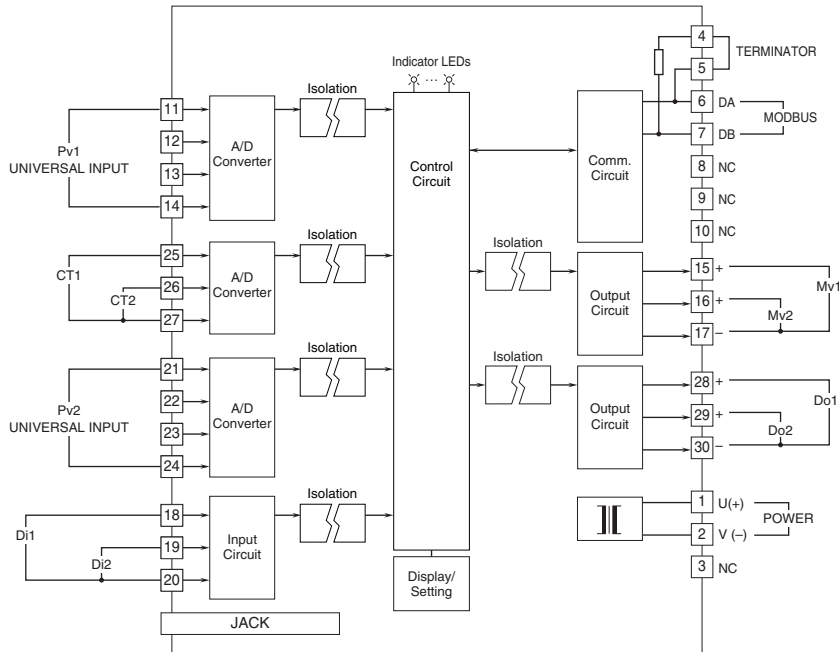 Indicator LEDs
...
Isolation
11
12
13
14
Pv1
UNIVERSAL INPUT
A/D
Converter
Isolation
25
26
27
CT1
CT2
A/D
Converter
Isolation
21
22
23
24
Pv2
UNIVERSAL INPUT
A/D
Converter
Isolation
18
19
20
Di1
Di2
Input
Circuit
JACK
Control
Circuit
Display/
Setting
Comm.
Circuit
4
5
TERMINATOR
6 DA
7 DB
MODBUS
8 NC
9 NC
10 NC
Isolation
Output
Circuit
15 +
16 +
17 –
Mv1
Mv2
Isolation
Output
Circuit
28 +
29 +
30 –
Do1
Do2
1 U(+)
2 V (–)
POWER
3 NC